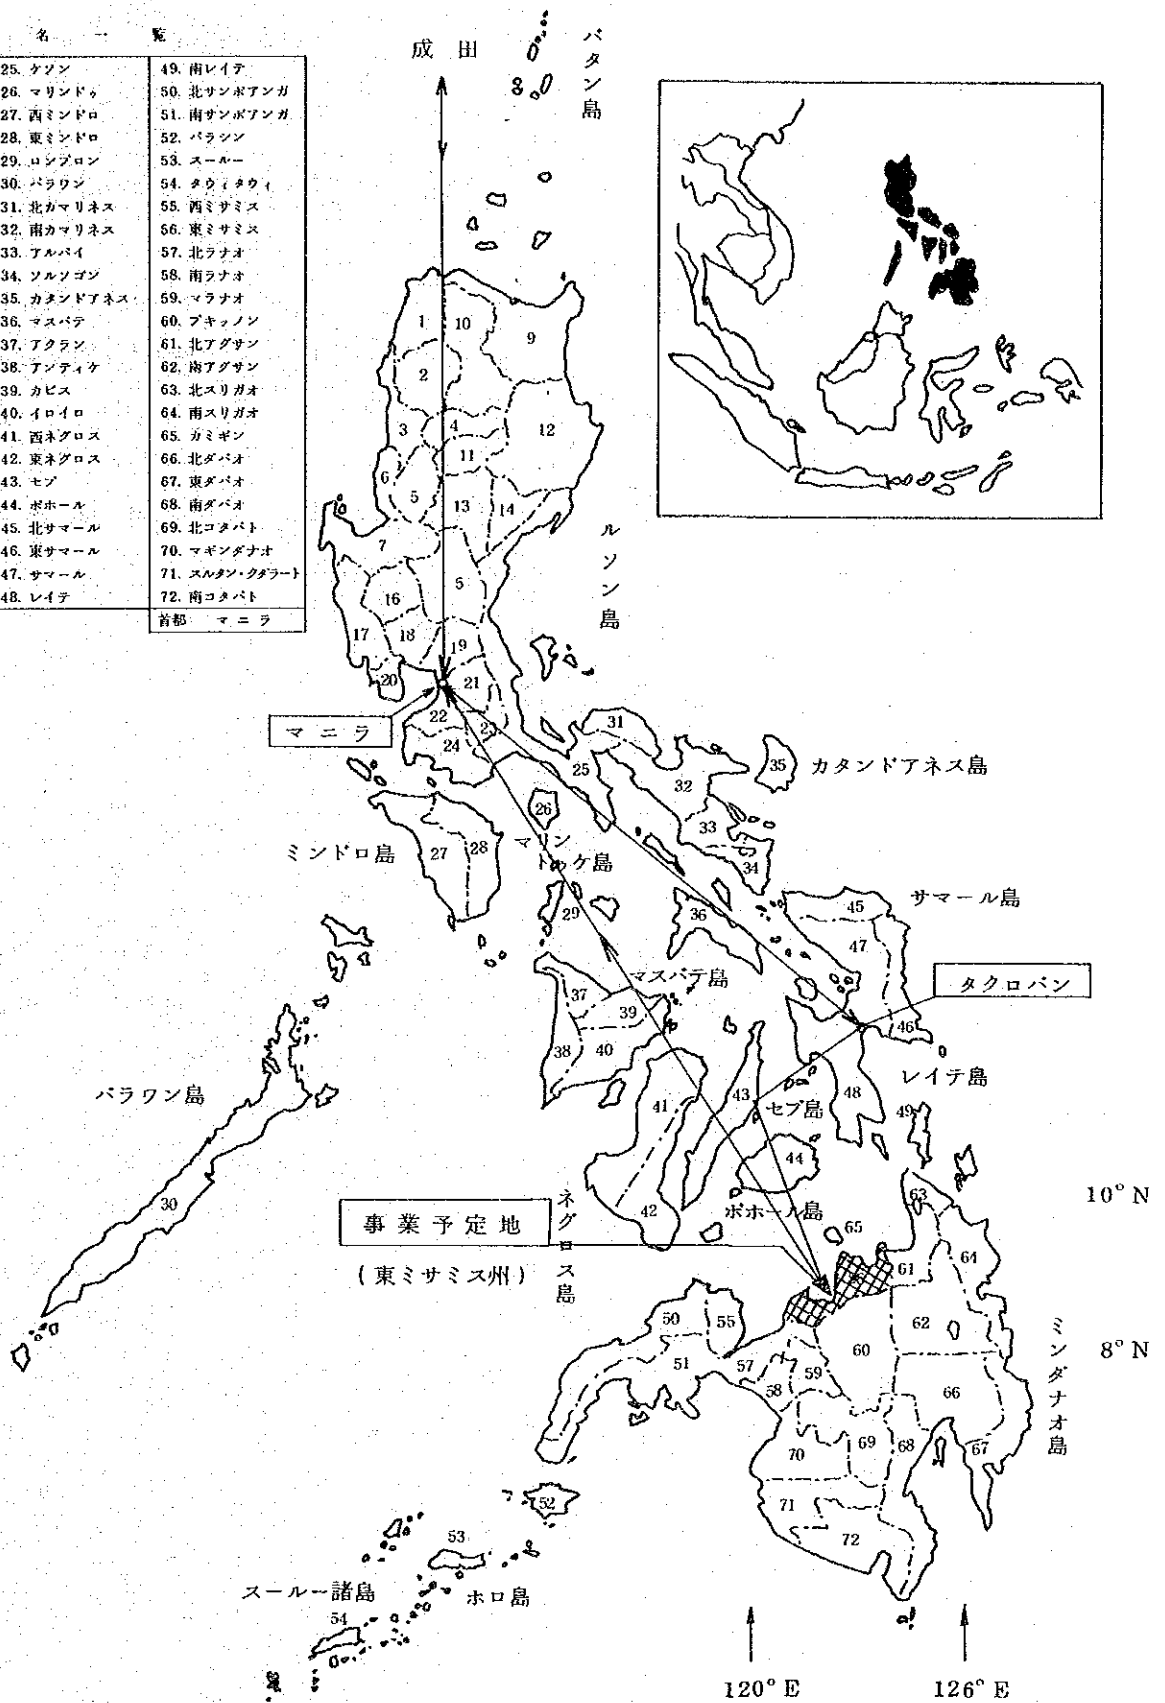 名 一 覧
25. ケソン
26. マリンドゥ
27. 西ミンドロ
28. 東ミンドロ
29. ロンブロン
30. パラワン
31. 北カマリネス
32. 南カマリネス
33. アルバイ
34. ソルソゴン
35. カタンドアネス
36. マスバテ
37. アクラン
38. アンティケ
39. カピス
40. イロイロ
41. 西ネグロス
42. 東ネグロス
43. セブ
44. ボホール
45. 北サマール
46. 東サマール
47. サマール
48. レイテ
49. 南レイテ
50. 北サンボアンガ
51. 南サンボアンガ
52. バラシン
53. スールー
54. タウィタウィ
55. 西ミサミス
56. 東ミサミス
57. 北ラナオ
58. 南ラナオ
59. マラナオ
60. ブキッノン
61. 北アグサン
62. 南アグサン
63. 北スリガオ
64. 南スリガオ
65. カミギン
66. 北ダバオ
67. 東ダバオ
68. 南ダバオ
69. 北コタバト
70. マギンダナオ
71. スルタン・クダラート
72. 南コタバト
首都 マニラ
成田
バタン島
1
10
9
2
3
4
12
11
6
5
13
14
7
ルソン島
5
16
17
18
19
20
21
マニラ
22
23
24
31
25
32
35
カタンドアネス島
26
33
マリン
ドゥケ島
ミンドロ島
27
28
34
29
36
45
サマール島
47
マスバテ島
タクロバン
37
39
46
38
40
レイテ島
パラワン島
41
43
セブ島
48
49
44
30
42
ボホール島
63
10° N
ネグロス島
事業予定地
(東ミサミス州)
65
61
64
50
55
62
ミンダナオ島
8° N
51
57
59
60
58
66
70
69
68
67
52
71
72
53
スールー諸島
ホロ島
54
120° E
126° E